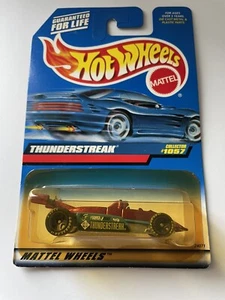 GUARANTEED
FOR LIFE
Hot Wheels
MATTEL
THUNDERSTREAK
COLLECTOR
#1057
THUNDERSTREAK
MATTEL WHEELS